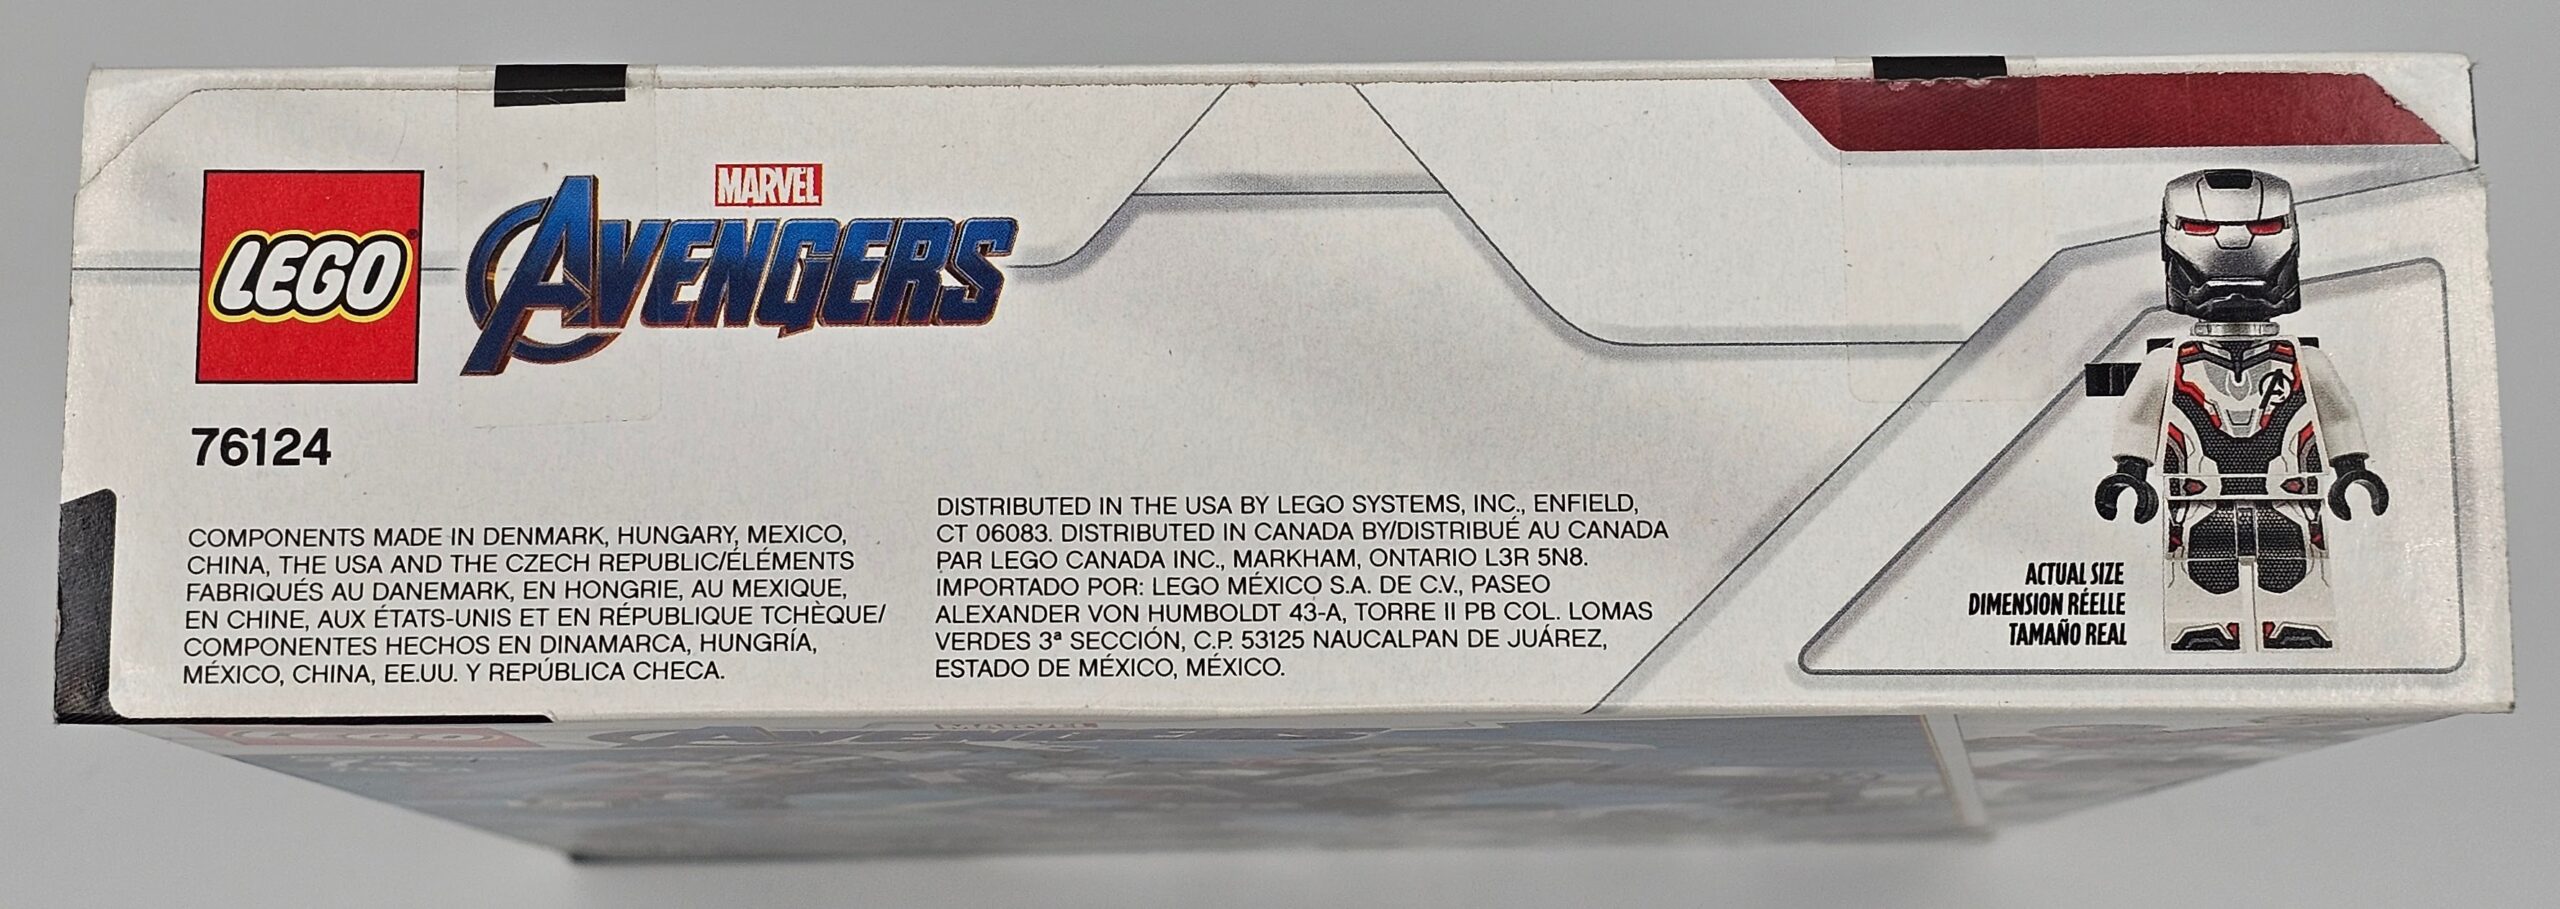 LEGO
MARVEL
AVENGERS
76124
COMPONENTS MADE IN DENMARK, HUNGARY, MEXICO,
CHINA, THE USA AND THE CZECH REPUBLIC/ÉLÉMENTS
FABRIQUÉS AU DANEMARK, EN HONGRIE, AU MEXIQUE,
EN CHINE, AUX ÉTATS-UNIS ET EN RÉPUBLIQUE TCHÈQUE/
COMPONENTES HECHOS EN DINAMARCA, HUNGRÍA,
MÉXICO, CHINA, EE.UU. Y REPÚBLICA CHECA.
DISTRIBUTED IN THE USA BY LEGO SYSTEMS, INC., ENFIELD,
CT 06083. DISTRIBUTED IN CANADA BY/DISTRIBUÉ AU CANADA
PAR LEGO CANADA INC., MARKHAM, ONTARIO L3R 5N8.
IMPORTADO POR: LEGO MÉXICO S.A. DE C.V., PASEO
ALEXANDER VON HUMBOLDT 43-A, TORRE II PB COL. LOMAS
VERDES 3ª SECCIÓN, C.P. 53125 NAUCALPAN DE JUÁREZ,
ESTADO DE MÉXICO, MÉXICO.
ACTUAL SIZE
DIMENSION RÉELLE
TAMAÑO REAL
LEGO
MARVEL
AVENGERS